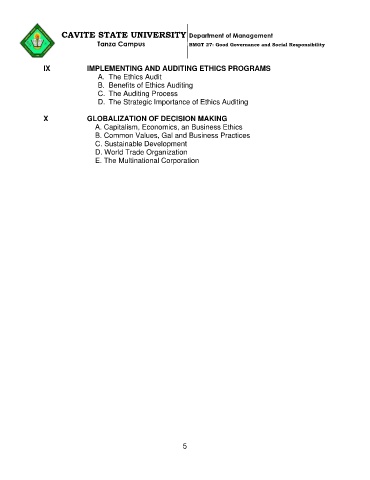 CAVITE STATE UNIVERSITY
Tanza Campus
Department of Management
BMGT 27- Good Governance and Social Responsibility
IX IMPLEMENTING AND AUDITING ETHICS PROGRAMS
A. The Ethics Audit
B. Benefits of Ethics Auditing
C. The Auditing Process
D. The Strategic Importance of Ethics Auditing
X GLOBALIZATION OF DECISION MAKING
A. Capitalism, Economics, an Business Ethics
B. Common Values, Gal and Business Practices
C. Sustainable Development
D. World Trade Organization
E. The Multinational Corporation
5